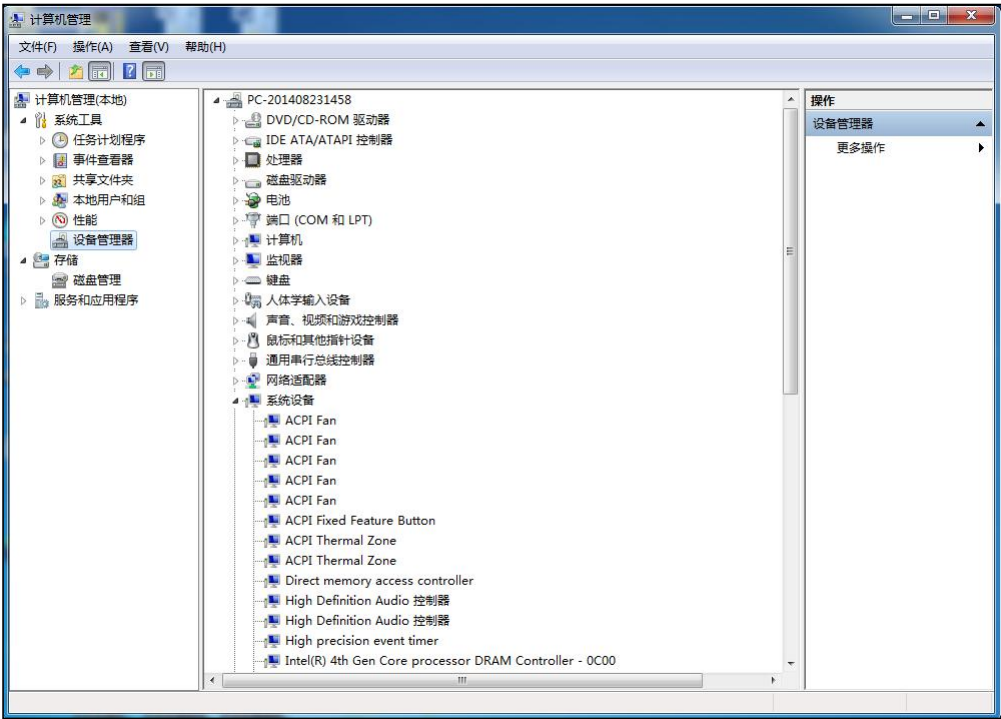 计算机管理
文件(F) 操作(A) 查看(V) 帮助(H)
计算机管理(本地)
系统工具
任务计划程序
事件查看器
共享文件夹
本地用户和组
性能
设备管理器
存储
磁盘管理
服务和应用程序
PC-201408231458
DVD/CD-ROM 驱动器
IDE ATA/ATAPI 控制器
处理器
磁盘驱动器
电池
端口 (COM 和 LPT)
计算机
监视器
键盘
人体学输入设备
声音、视频和游戏控制器
鼠标和其他指针设备
通用串行总线控制器
网络适配器
系统设备
ACPI Fan
ACPI Fan
ACPI Fan
ACPI Fan
ACPI Fan
ACPI Fixed Feature Button
ACPI Thermal Zone
ACPI Thermal Zone
Direct memory access controller
High Definition Audio 控制器
High Definition Audio 控制器
High precision event timer
Intel(R) 4th Gen Core processor DRAM Controller - 0C00
操作
设备管理器
更多操作